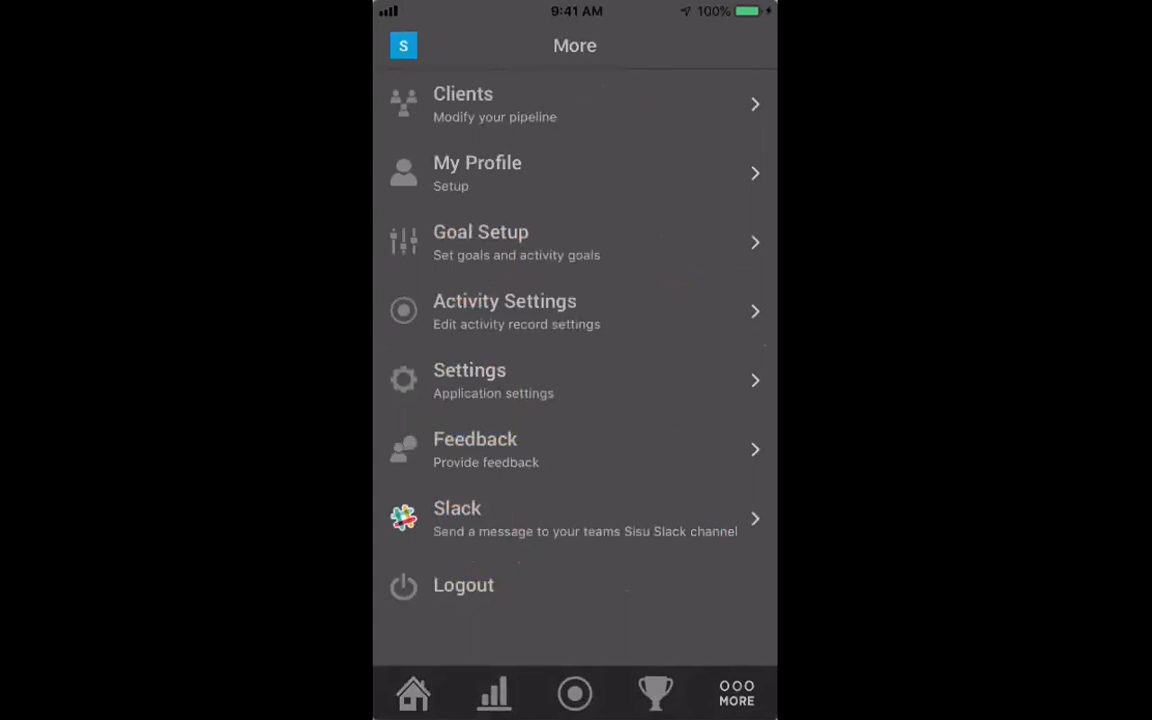 9:41 AM 100%
S More
Clients
Modify your pipeline
My Profile
Setup
Goal Setup
Set goals and activity goals
Activity Settings
Edit activity record settings
Settings
Application settings
Feedback
Provide feedback
Slack
Send a message to your teams Sisu Slack channel
Logout
MORE